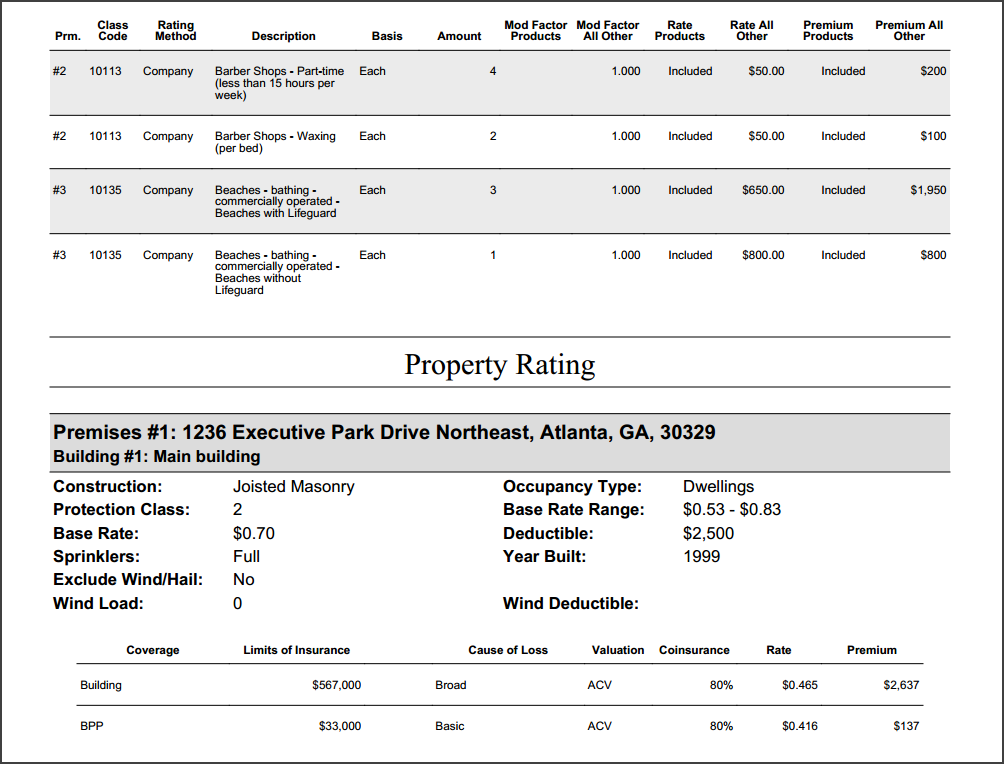 Prm. Class Code Rating Method Description Basis Amount Mod Factor Products Mod Factor All Other Rate Products Rate All Other Premium Products Premium All Other
#2 10113 Company Barber Shops - Part-time Each 4 1.000 Included $50.00 Included $200
(less than 15 hours per
week)
#2 10113 Company Barber Shops - Waxing Each 2 1.000 Included $50.00 Included $100
(per bed)
#3 10135 Company Beaches - bathing - Each 3 1.000 Included $650.00 Included $1,950
commercially operated -
Beaches with Lifeguard
#3 10135 Company Beaches - bathing - Each 1 1.000 Included $800.00 Included $800
commercially operated -
Beaches without
Lifeguard
Property Rating
Premises #1: 1236 Executive Park Drive Northeast, Atlanta, GA, 30329
Building #1: Main building
Construction: Joisted Masonry Occupancy Type: Dwellings
Protection Class: 2 Base Rate Range: $0.53 - $0.83
Base Rate: $0.70 Deductible: $2,500
Sprinklers: Full Year Built: 1999
Exclude Wind/Hail: No
Wind Load: 0 Wind Deductible:
Coverage Limits of Insurance Cause of Loss Valuation Coinsurance Rate Premium
Building $567,000 Broad ACV 80% $0.465 $2,637
BPP $33,000 Basic ACV 80% $0.416 $137